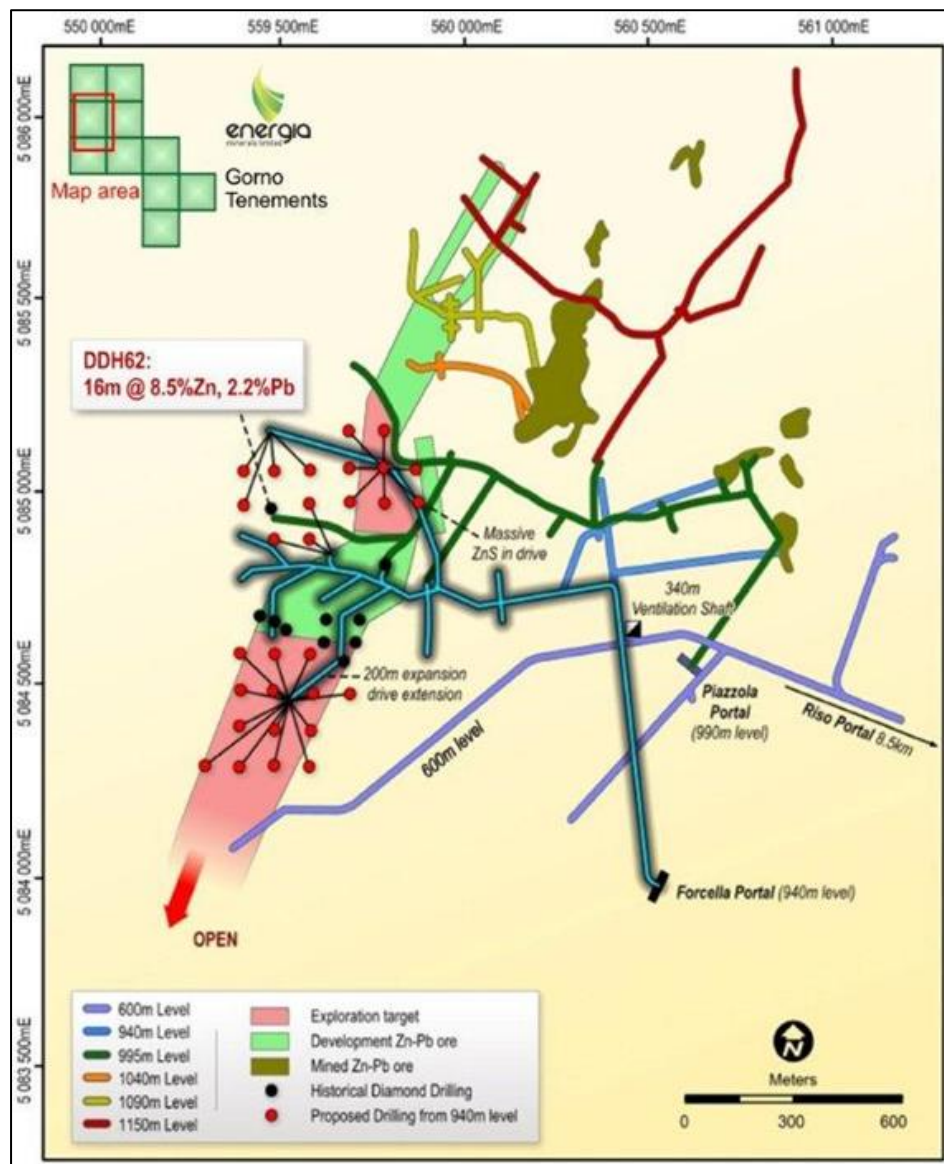 550 000mE
559 500mE
560 000mE
560 500mE
561 000mE
5 086 000mE
5 085 500mE
5 085 000mE
5 084 500mE
5 084 000mE
5 083 500mE
energia
minerals limited
Map area
Gorno
Tenements
DDH62:
16m @ 8.5%Zn, 2.2%Pb
Massive
ZnS in drive
340m
Ventilation Shaft
200m expansion
drive extension
600m level
Piazzola
Portal
(990m level)
Riso Portal 8.5km
Forcella Portal (940m level)
OPEN
600m Level
940m Level
995m Level
1040m Level
1090m Level
1150m Level
Exploration target
Development Zn-Pb ore
Mined Zn-Pb ore
Historical Diamond Drilling
Proposed Drilling from 940m level
N
Meters
0 300 600